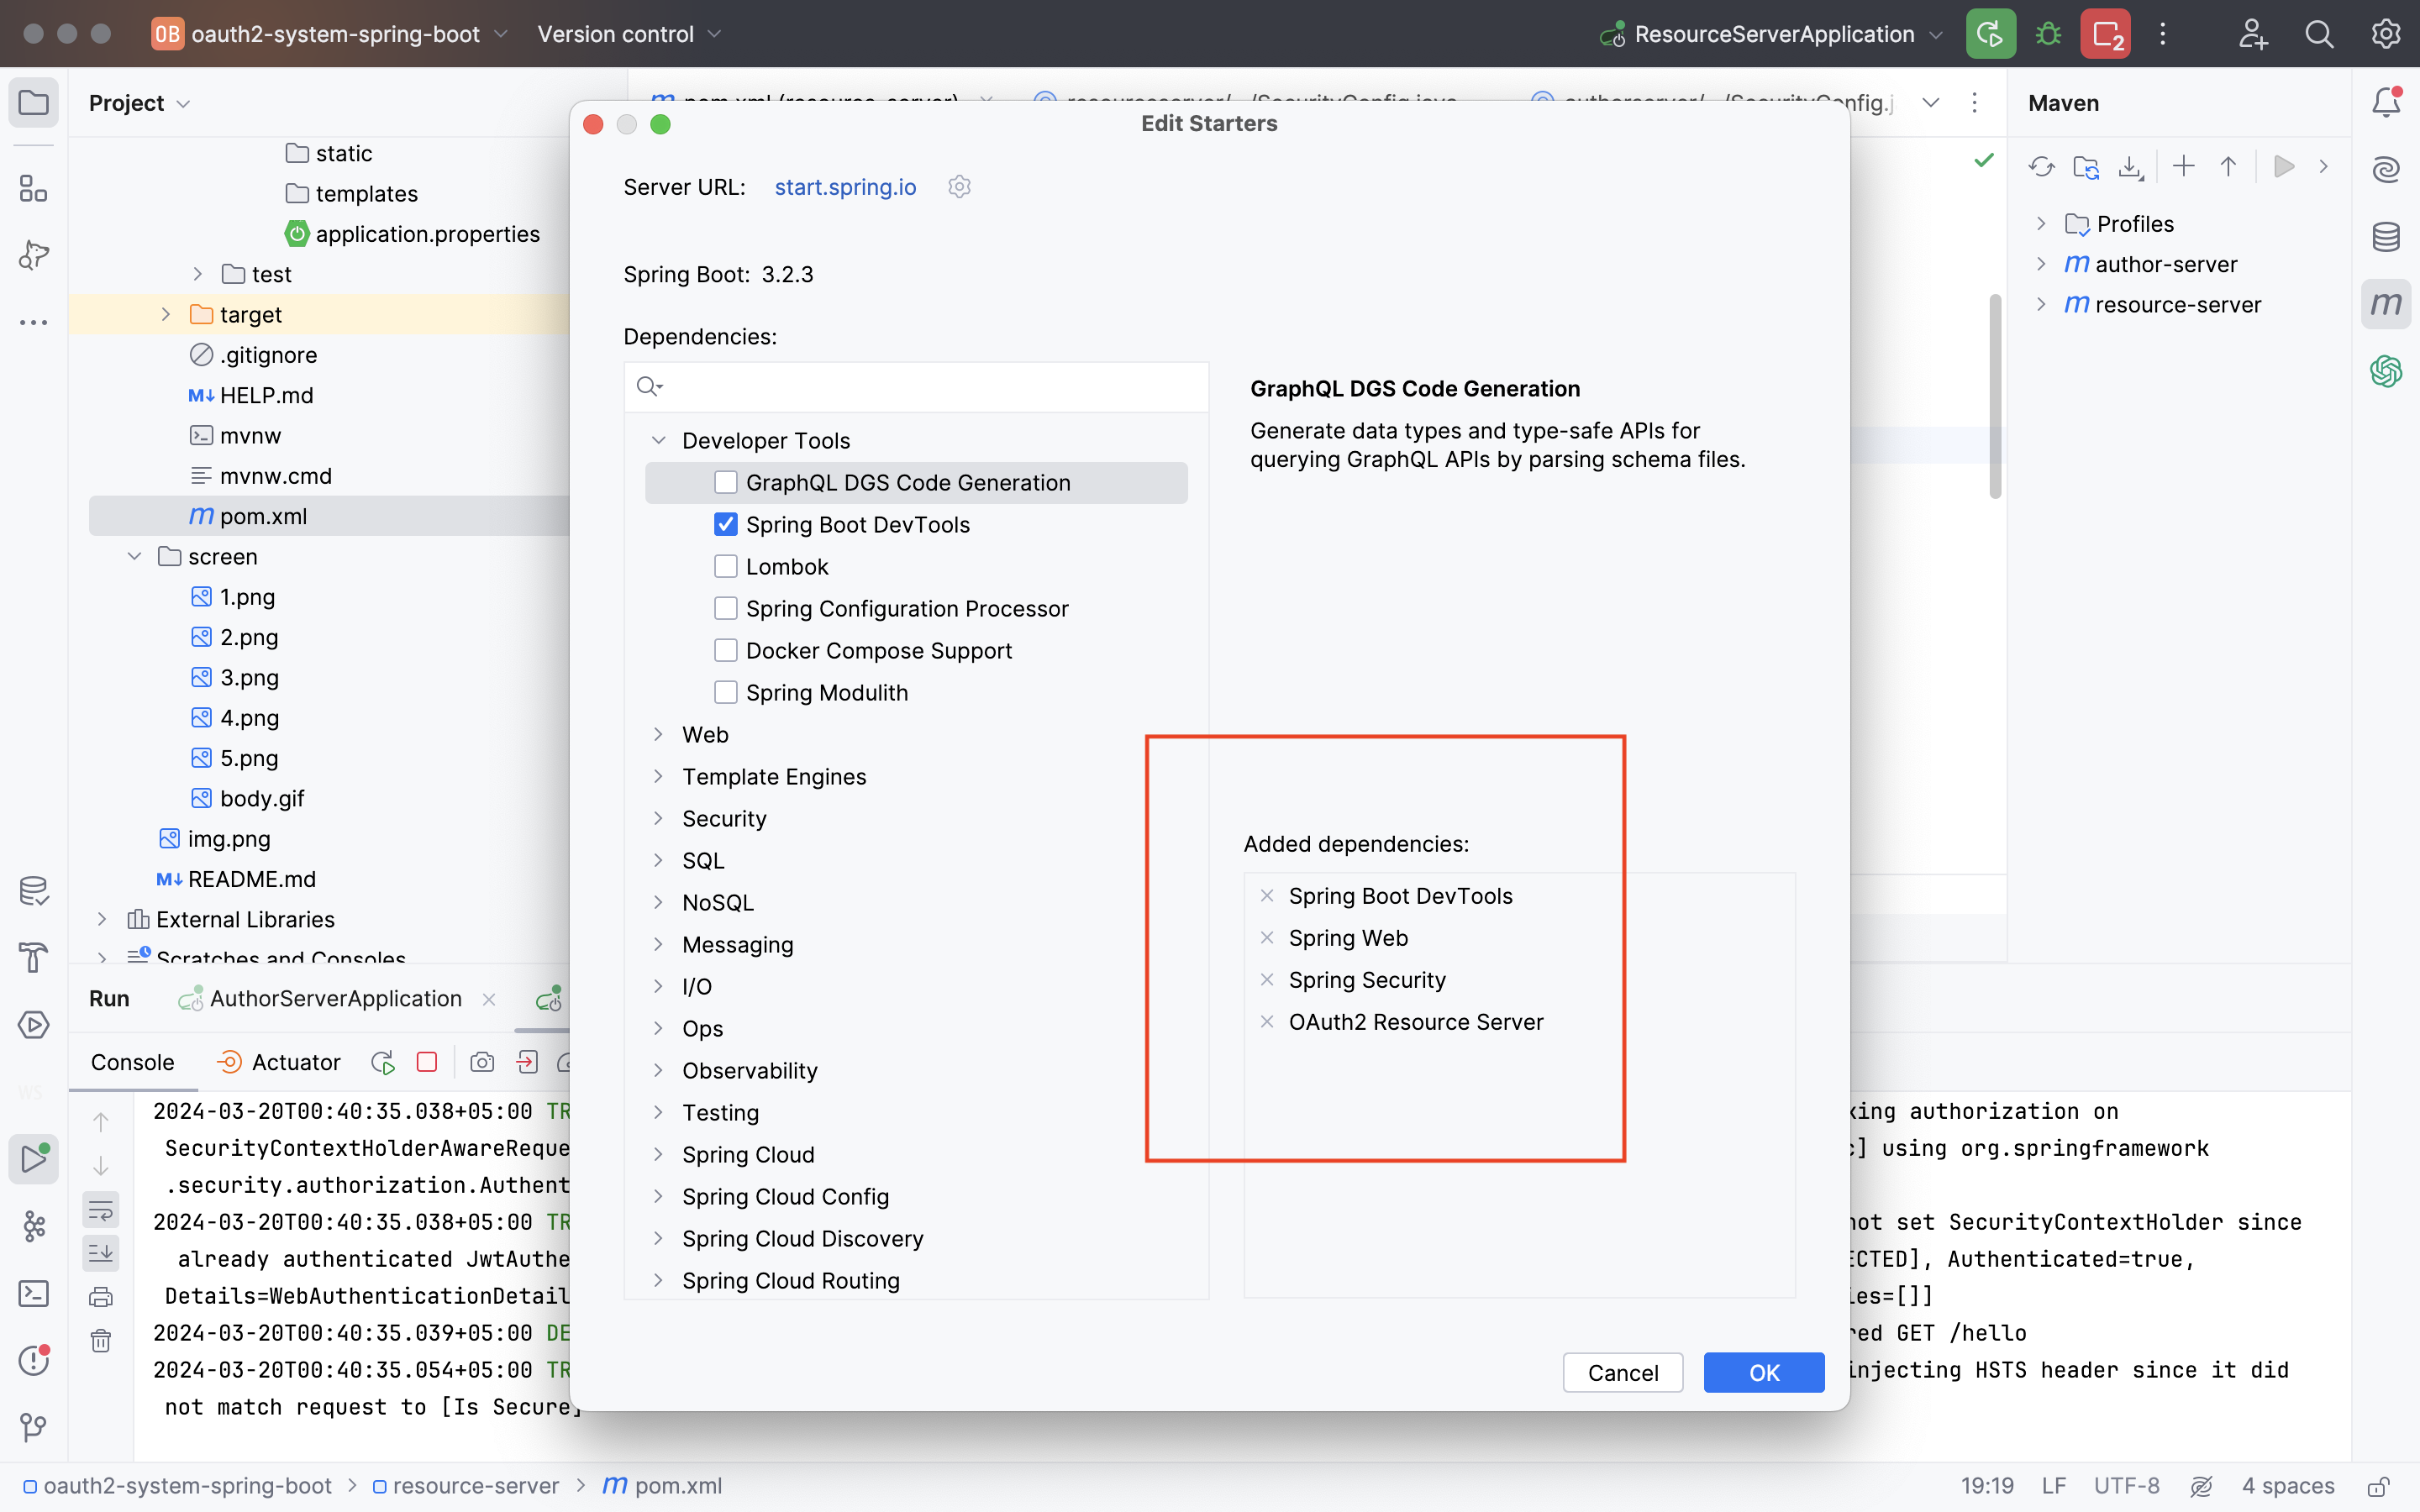 OB oauth2-system-spring-boot
Version control
ResourceServerApplication
2
Project
static
templates
application.properties
test
target
.gitignore
M↓ HELP.md
mvnw
mvnw.cmd
m pom.xml
screen
1.png
2.png
3.png
4.png
5.png
body.gif
img.png
M↓ README.md
External Libraries
Scratches and Consoles
m pom.xml (resource-server)
Edit Starters
Server URL: start.spring.io
Spring Boot: 3.2.3
Dependencies:
Developer Tools
GraphQL DGS Code Generation
Spring Boot DevTools
Lombok
Spring Configuration Processor
Docker Compose Support
Spring Modulith
Web
Template Engines
Security
SQL
NoSQL
Messaging
I/O
Ops
Observability
Testing
Spring Cloud
Spring Cloud Config
Spring Cloud Discovery
Spring Cloud Routing
GraphQL DGS Code Generation
Generate data types and type-safe APIs for
querying GraphQL APIs by parsing schema files.
Added dependencies:
Spring Boot DevTools
Spring Web
Spring Security
OAuth2 Resource Server
Cancel
OK
Maven
Profiles
m author-server
m resource-server
m
Run
AuthorServerApplication
Console
Actuator
2024-03-20T00:40:35.038+05:00 TR
SecurityContextHolderAwareReque
.security.authorization.Authent
2024-03-20T00:40:35.038+05:00 TR
already authenticated JwtAuthe
Details=WebAuthenticationDetail
2024-03-20T00:40:35.039+05:00 DE
2024-03-20T00:40:35.054+05:00 TR
not match request to [Is Secure]
xing authorization on
] using org.springframework
not set SecurityContextHolder since
ECTED], Authenticated=true,
ies=[]]
red GET /hello
injecting HSTS header since it did
oauth2-system-spring-boot > resource-server > m pom.xml
19:19
LF
UTF-8
4 spaces